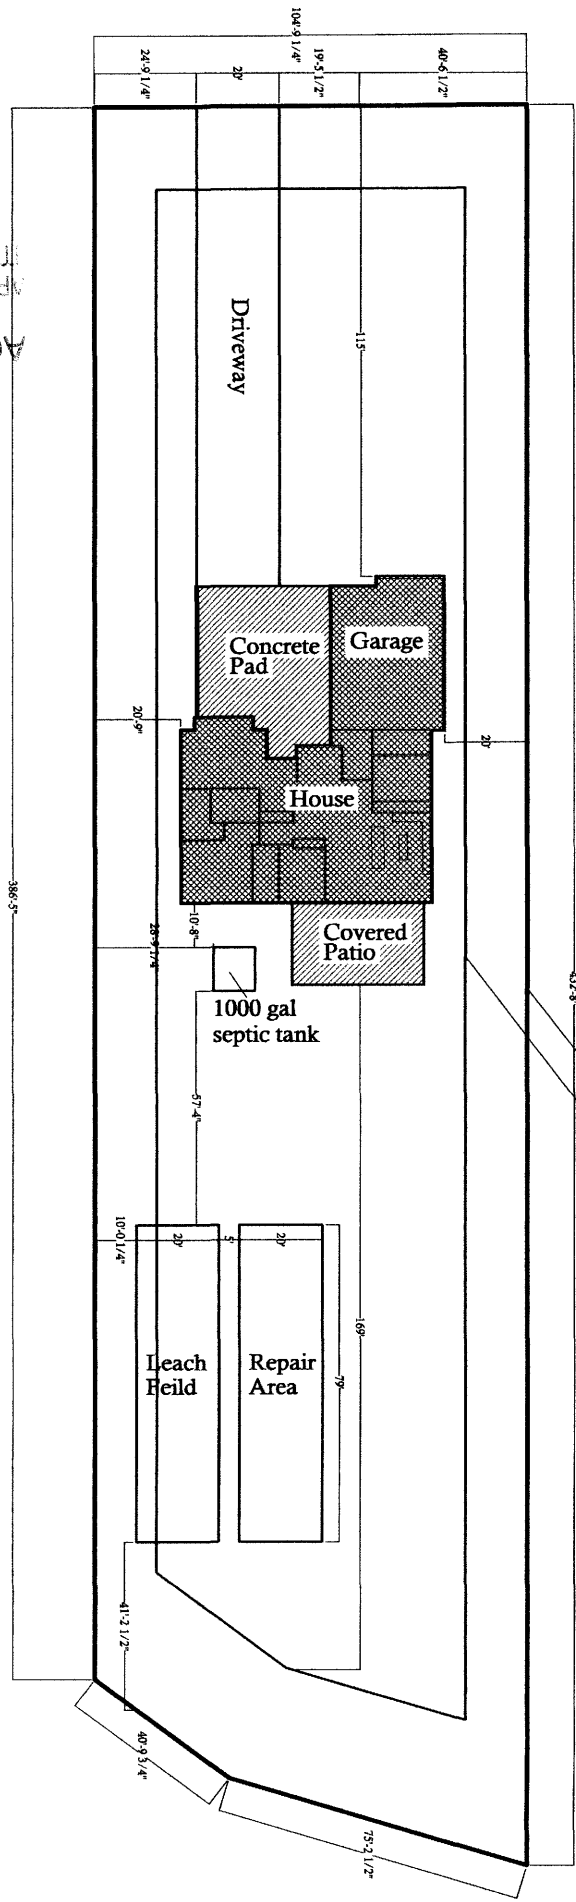 104'-9 1/4"
24'-9 1/4"
20'
19'-5 1/2"
40'-6 1/2"
Driveway
115'
Concrete
Pad
Garage
20'-9"
20'
House
386'-5"
10'-8"
28'-9 1/4"
Covered
Patio
1000 gal
septic tank
57'-4"
10'-0 1/4"
20'
5'
20'
169'
79'
Leach
Feild
Repair
Area
41'-2 1/2"
40'-9 3/4"
75'-2 1/2"